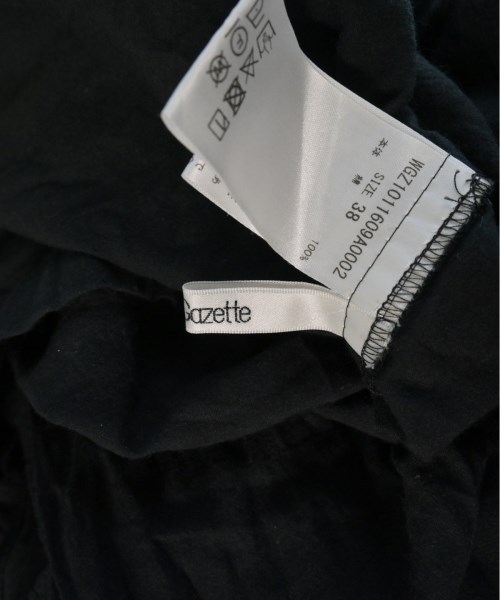 WGZ1011609A0002
SIZE 38
本体 綿 100%
Gazette